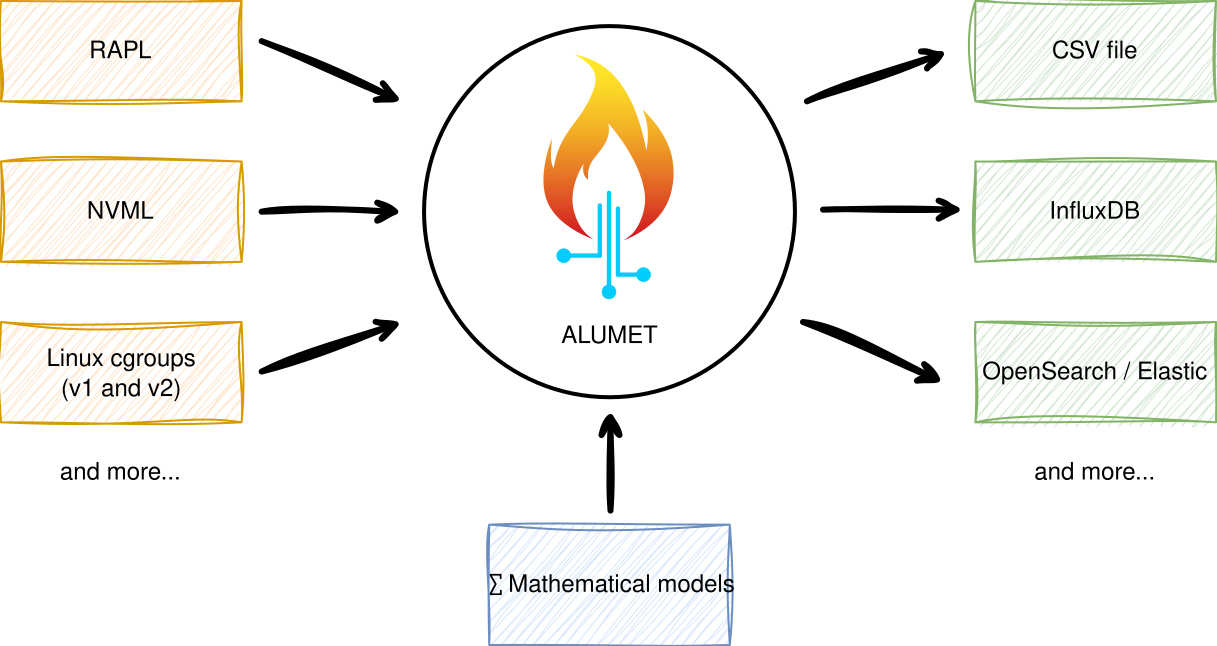 RAPL
NVML
Linux cgroups
(v1 and v2)
and more...
ALUMET
∑ Mathematical models
CSV file
InfluxDB
OpenSearch / Elastic
and more...